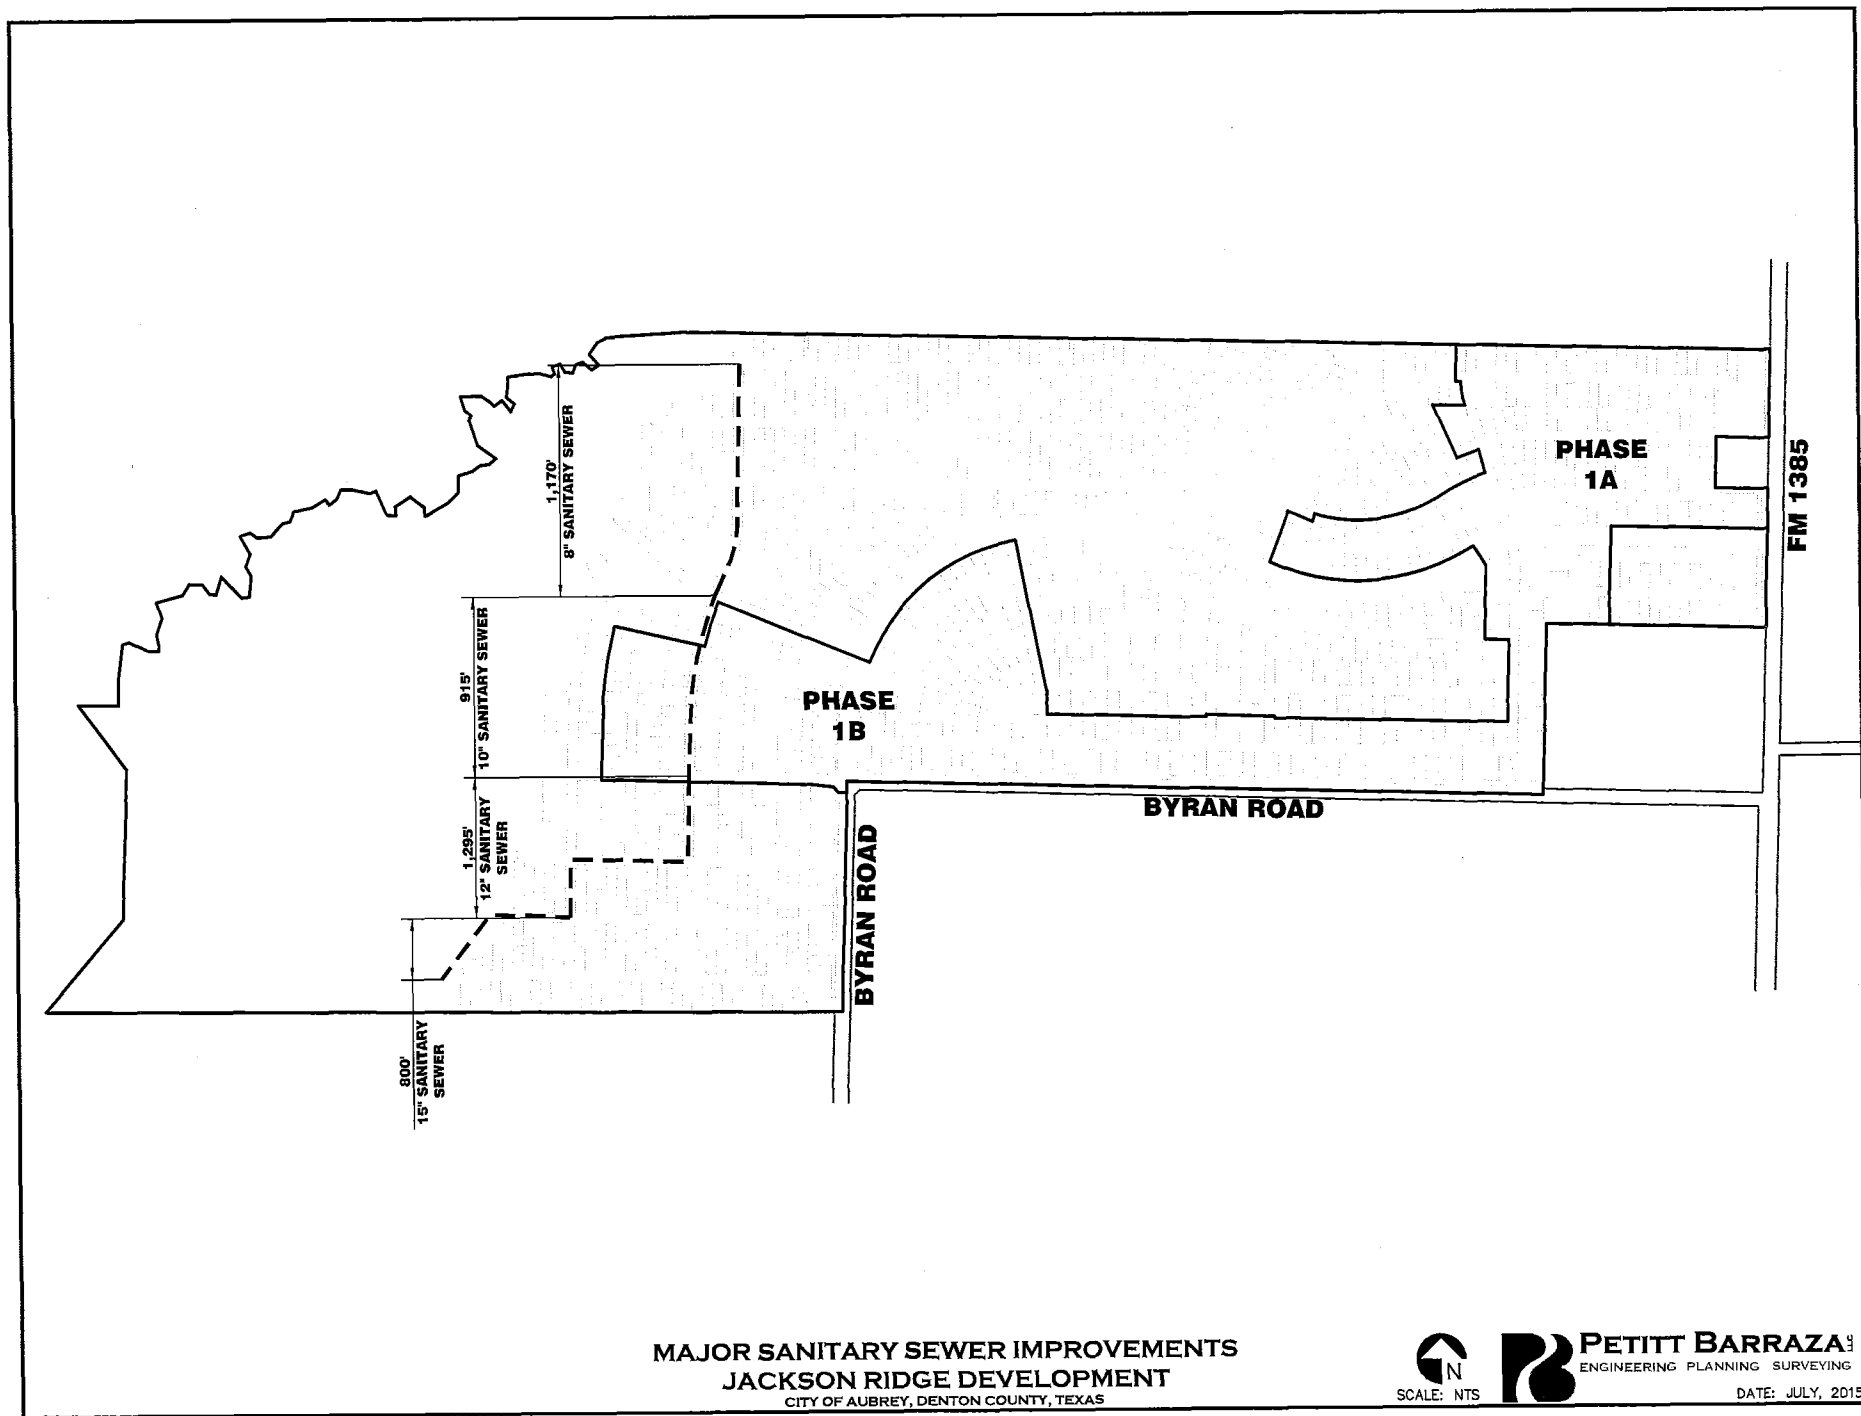 1,170'
8" SANITARY SEWER
915'
10" SANITARY SEWER
1,295'
12" SANITARY
SEWER
800'
15" SANITARY
SEWER
PHASE
1A
PHASE
1B
FM 1385
BYRAN ROAD
BYRAN ROAD
MAJOR SANITARY SEWER IMPROVEMENTS
JACKSON RIDGE DEVELOPMENT
CITY OF AUBREY, DENTON COUNTY, TEXAS
N
SCALE: NTS
PETITT BARRAZA
ENGINEERING PLANNING SURVEYING
DATE: JULY, 2015